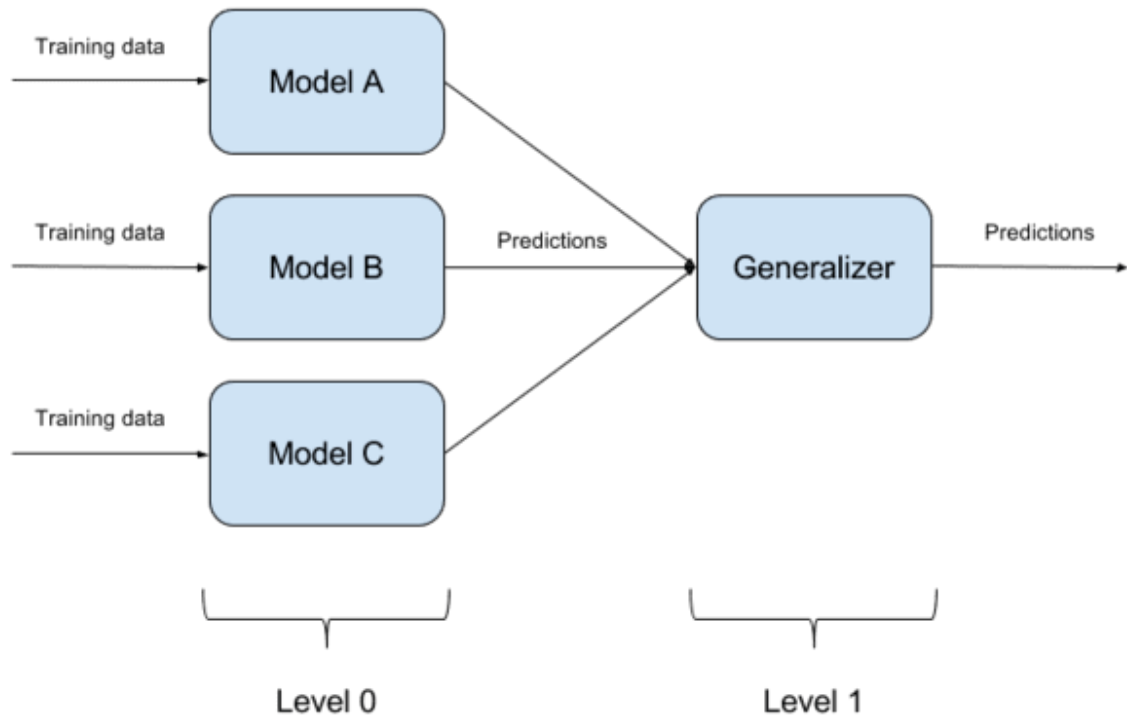 Training data
Model A
Training data
Model B
Predictions
Generalizer
Predictions
Training data
Model C
Level 0
Level 1